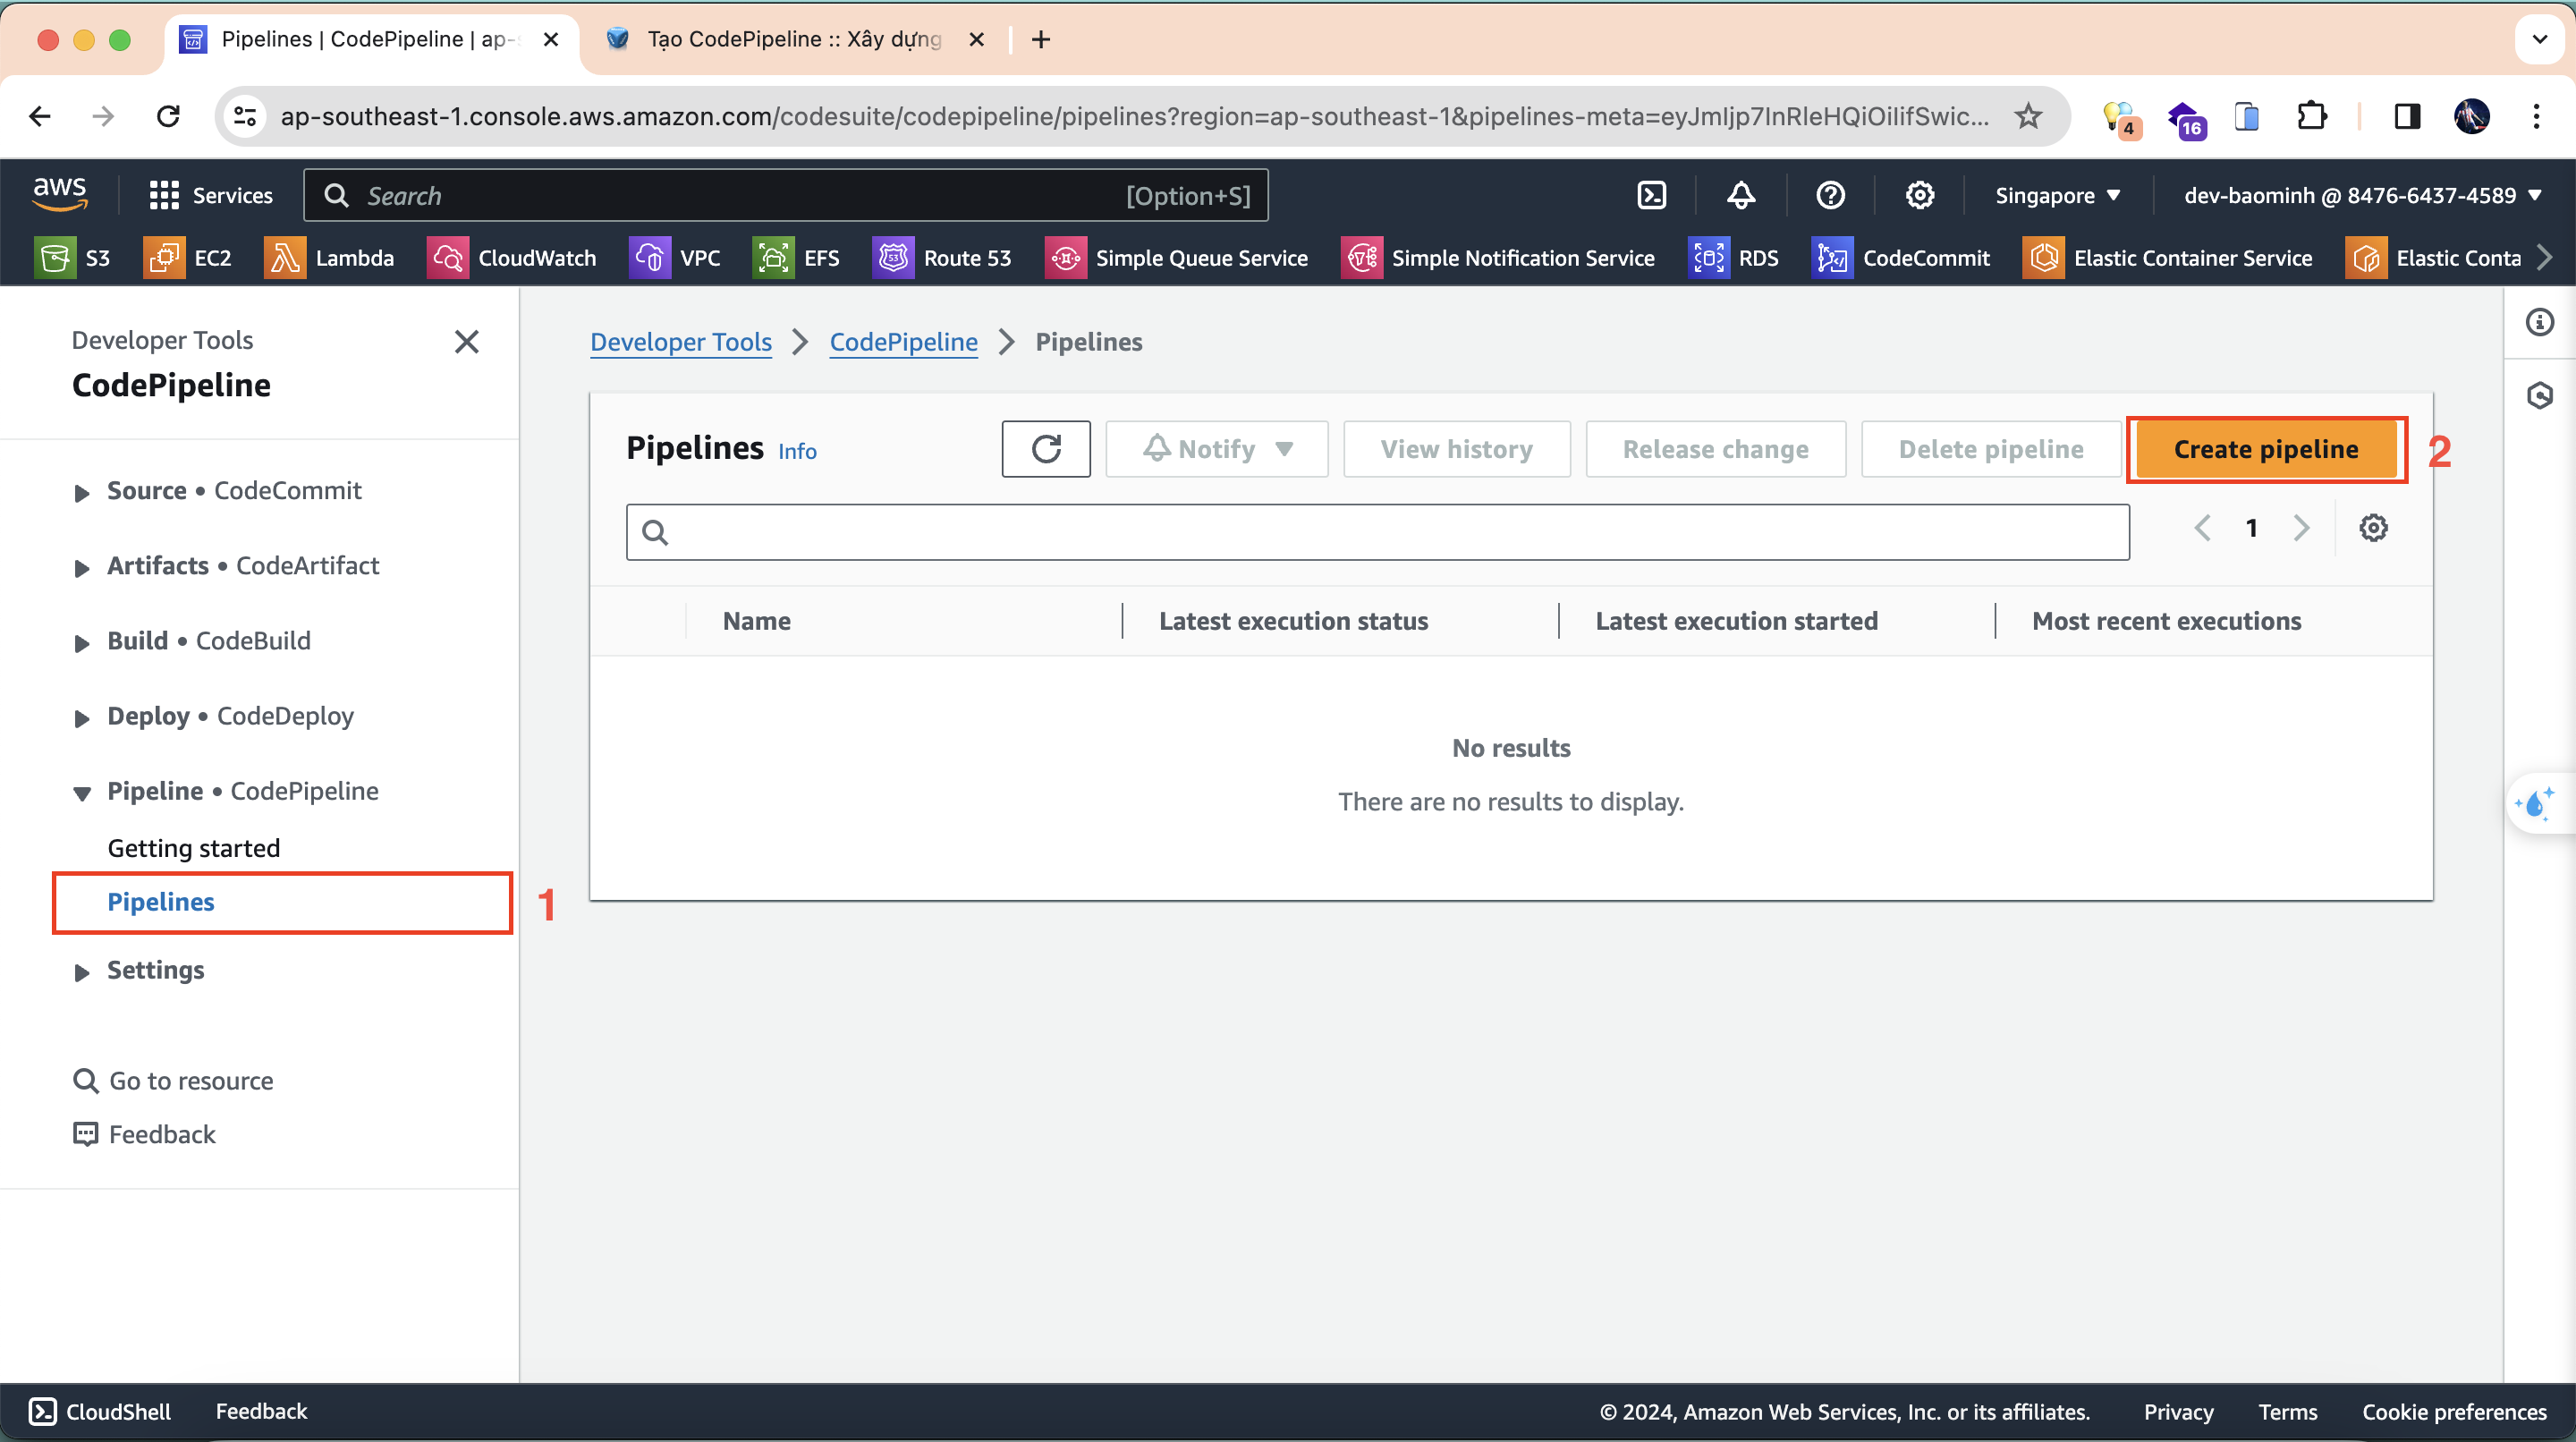 Pipelines | CodePipeline | ap-s
Tạo CodePipeline :: Xây dựng
ap-southeast-1.console.aws.amazon.com/codesuite/codepipeline/pipelines?region=ap-southeast-1&pipelines-meta=eyJmIjp7InRleHQiOiIifSwic...
4
16
aws
Services
Search
[Option+S]
Singapore
dev-baominh @ 8476-6437-4589
S3
EC2
Lambda
CloudWatch
VPC
EFS
53
Route 53
Simple Queue Service
Simple Notification Service
RDS
CodeCommit
Elastic Container Service
Elastic Conta
Developer Tools
CodePipeline
Source • CodeCommit
Artifacts • CodeArtifact
Build • CodeBuild
Deploy • CodeDeploy
Pipeline • CodePipeline
Getting started
Pipelines
1
Settings
Go to resource
Feedback
Developer Tools
CodePipeline
Pipelines
Pipelines Info
Notify
View history
Release change
Delete pipeline
Create pipeline
2
1
Name
Latest execution status
Latest execution started
Most recent executions
No results
There are no results to display.
CloudShell
Feedback
© 2024, Amazon Web Services, Inc. or its affiliates.
Privacy
Terms
Cookie preferences